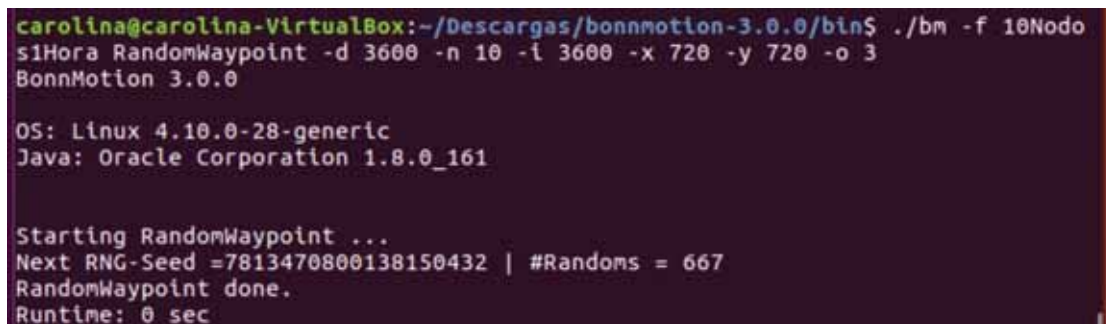 carolina@carolina-VirtualBox:~/Descargas/bonnmotion-3.0.0/bin$ ./bm -f 10Nodo
s1Hora RandomWaypoint -d 3600 -n 10 -i 3600 -x 720 -y 720 -o 3
BonnMotion 3.0.0
OS: Linux 4.10.0-28-generic
Java: Oracle Corporation 1.8.0_161
Starting RandomWaypoint ...
Next RNG-Seed =7813470800138150432 | #Randoms = 667
RandomWaypoint done.
Runtime: 0 sec